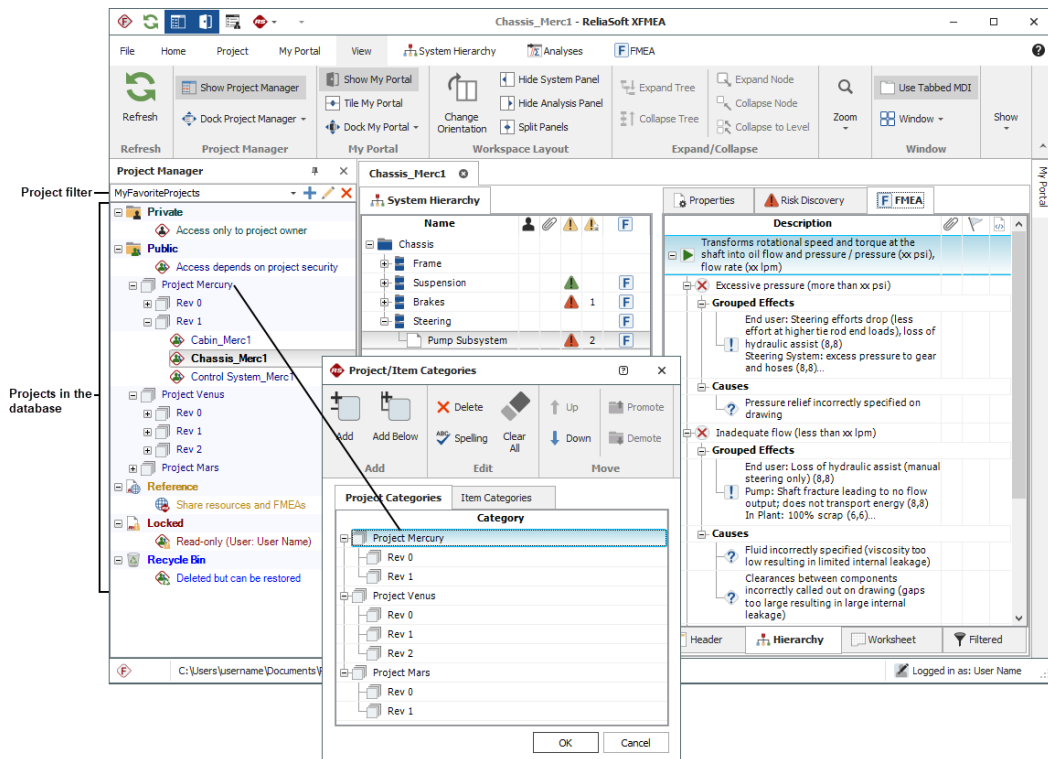 Chassis_Merc1 - ReliaSoft XFMEA
File Home Project My Portal View System Hierarchy Analyses FMEA
Refresh
Show Project Manager
Dock Project Manager
Show My Portal
Tile My Portal
Dock My Portal
Change Orientation
Hide System Panel
Hide Analysis Panel
Split Panels
Expand Tree
Collapse Tree
Expand Node
Collapse Node
Collapse to Level
Zoom
Use Tabbed MDI
Window
Show
Refresh Project Manager My Portal Workspace Layout Expand/Collapse Window
Project Manager
Project filter
MyFavoriteProjects
Projects in the database
Private
Access only to project owner
Public
Access depends on project security
Project Mercury
Rev 0
Rev 1
Cabin_Merc1
Chassis_Merc1
Control System_Merc1
Project Venus
Rev 0
Rev 1
Rev 2
Project Mars
Reference
Share resources and FMEAs
Locked
Read-only (User: User Name)
Recycle Bin
Deleted but can be restored
Chassis_Merc1
System Hierarchy
Name F
Chassis
Frame
Suspension F
Brakes 1 F
Steering F
Pump Subsystem 2 F
My Portal
Properties Risk Discovery F FMEA
Description
Transforms rotational speed and torque at the
shaft into oil flow and pressure / pressure (xx psi),
flow rate (xx lpm)
Excessive pressure (more than xx psi)
Grouped Effects
End user: Steering efforts drop (less
effort at higher tie rod end loads), loss of
hydraulic assist (8,8)
Steering System: excess pressure to gear
and hoses (8,8)...
Causes
Pressure relief incorrectly specified on
drawing
Inadequate flow (less than xx lpm)
Grouped Effects
End user: Loss of hydraulic assist (manual
steering only) (8,8)
Pump: Shaft fracture leading to no flow
output; does not transport energy (8,8)
In Plant: 100% scrap (6,6)...
Causes
Fluid incorrectly specified (viscosity too
low resulting in limited internal leakage)
Clearances between components
incorrectly called out on drawing (gaps
too large resulting in large internal
leakage)
Header Hierarchy Worksheet Filtered
Project/Item Categories
Add
Add Below
Delete
ABC Spelling
Clear All
Up
Down
Promote
Demote
Add Edit Move
Project Categories Item Categories
Category
Project Mercury
Rev 0
Rev 1
Project Venus
Rev 0
Rev 1
Rev 2
Project Mars
Rev 0
Rev 1
OK Cancel
C:\Users\username\Documents\
Logged in as: User Name